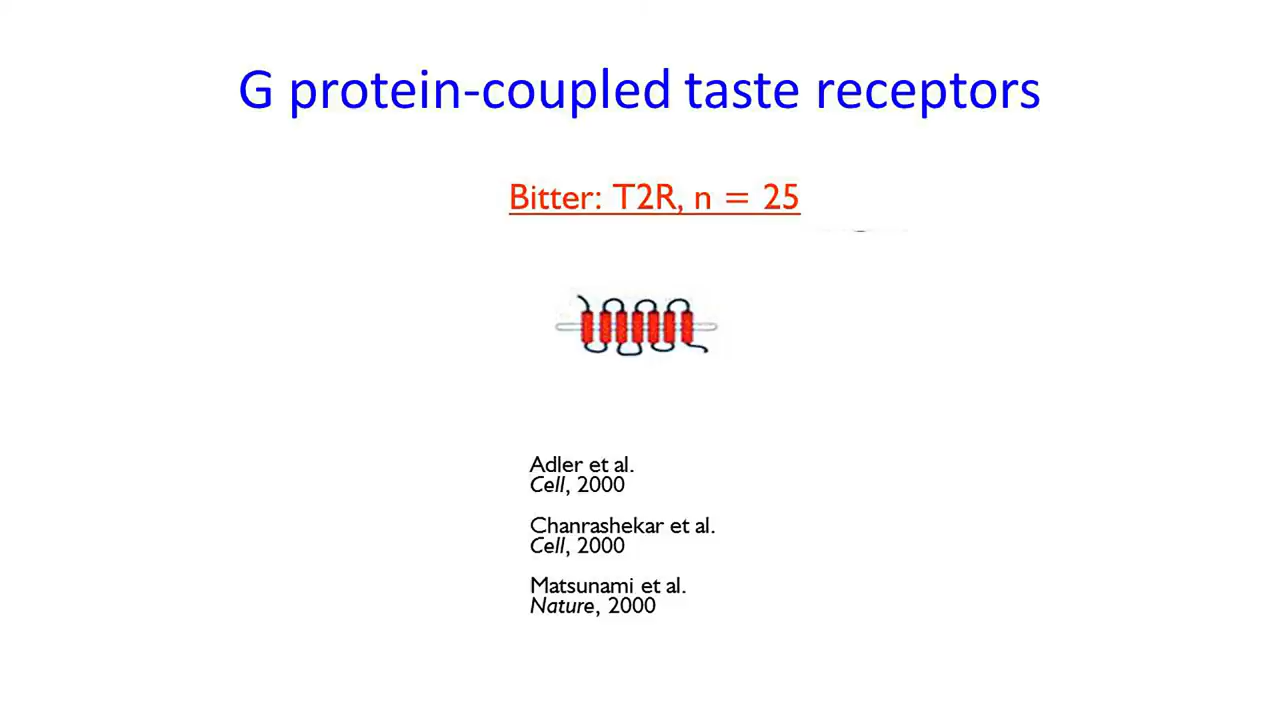 G protein-coupled taste receptors
Bitter: T2R, n = 25
Adler et al.
Cell, 2000
Chanrashekar et al.
Cell, 2000
Matsunami et al.
Nature, 2000